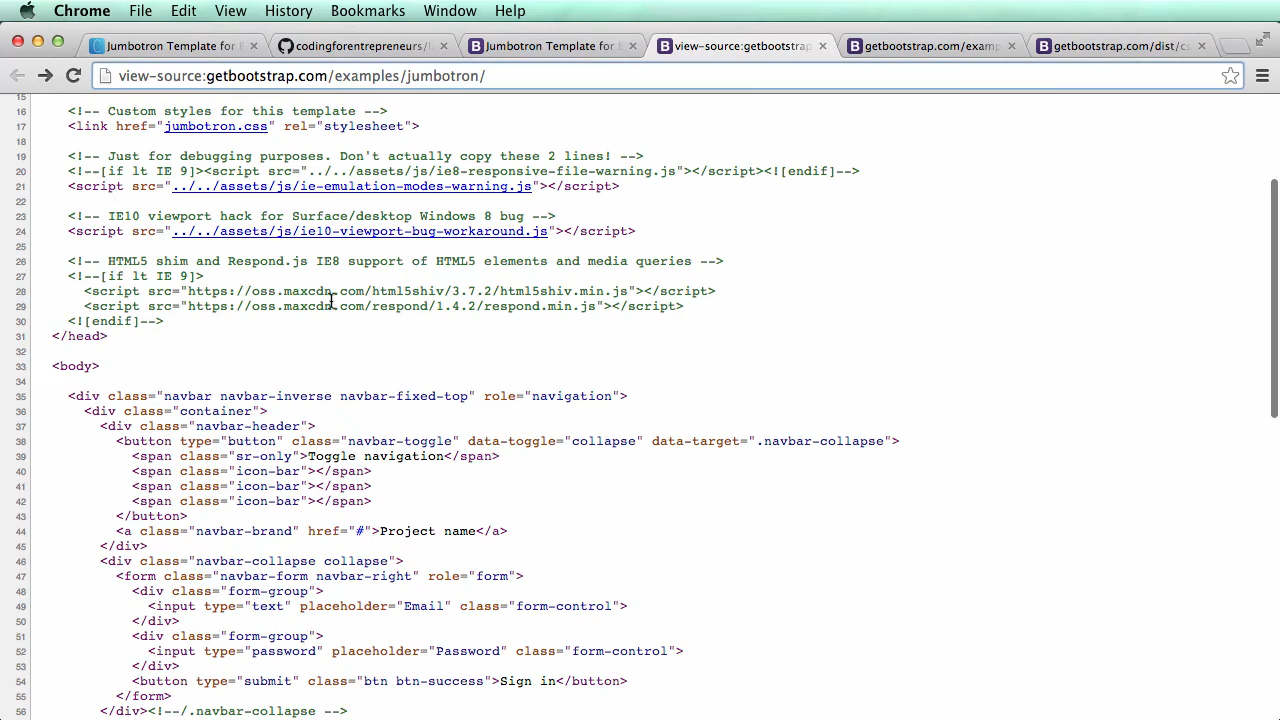 Chrome File Edit View History Bookmarks Window Help
Jumbotron Template for B codingforentrepreneurs/l Jumbotron Template for B view-source:getbootstrap getbootstrap.com/examp getbootstrap.com/dist/cs
view-source:getbootstrap.com/examples/jumbotron/
15
16 <!-- Custom styles for this template -->
17 <link href="jumbotron.css" rel="stylesheet">
18
19 <!-- Just for debugging purposes. Don't actually copy these 2 lines! -->
20 <!--[if lt IE 9]><script src="../../assets/js/ie8-responsive-file-warning.js"></script><![endif]-->
21 <script src="../../assets/js/ie-emulation-modes-warning.js"></script>
22
23 <!-- IE10 viewport hack for Surface/desktop Windows 8 bug -->
24 <script src="../../assets/js/ie10-viewport-bug-workaround.js"></script>
25
26 <!-- HTML5 shim and Respond.js IE8 support of HTML5 elements and media queries -->
27 <!--[if lt IE 9]>
28 <script src="https://oss.maxcdn.com/html5shiv/3.7.2/html5shiv.min.js"></script>
29 <script src="https://oss.maxcdn.com/respond/1.4.2/respond.min.js"></script>
30 <![endif]-->
31 </head>
32
33 <body>
34
35 <div class="navbar navbar-inverse navbar-fixed-top" role="navigation">
36 <div class="container">
37 <div class="navbar-header">
38 <button type="button" class="navbar-toggle" data-toggle="collapse" data-target=".navbar-collapse">
39 <span class="sr-only">Toggle navigation</span>
40 <span class="icon-bar"></span>
41 <span class="icon-bar"></span>
42 <span class="icon-bar"></span>
43 </button>
44 <a class="navbar-brand" href="#">Project name</a>
45 </div>
46 <div class="navbar-collapse collapse">
47 <form class="navbar-form navbar-right" role="form">
48 <div class="form-group">
49 <input type="text" placeholder="Email" class="form-control">
50 </div>
51 <div class="form-group">
52 <input type="password" placeholder="Password" class="form-control">
53 </div>
54 <button type="submit" class="btn btn-success">Sign in</button>
55 </form>
56 </div><!--/.navbar-collapse -->